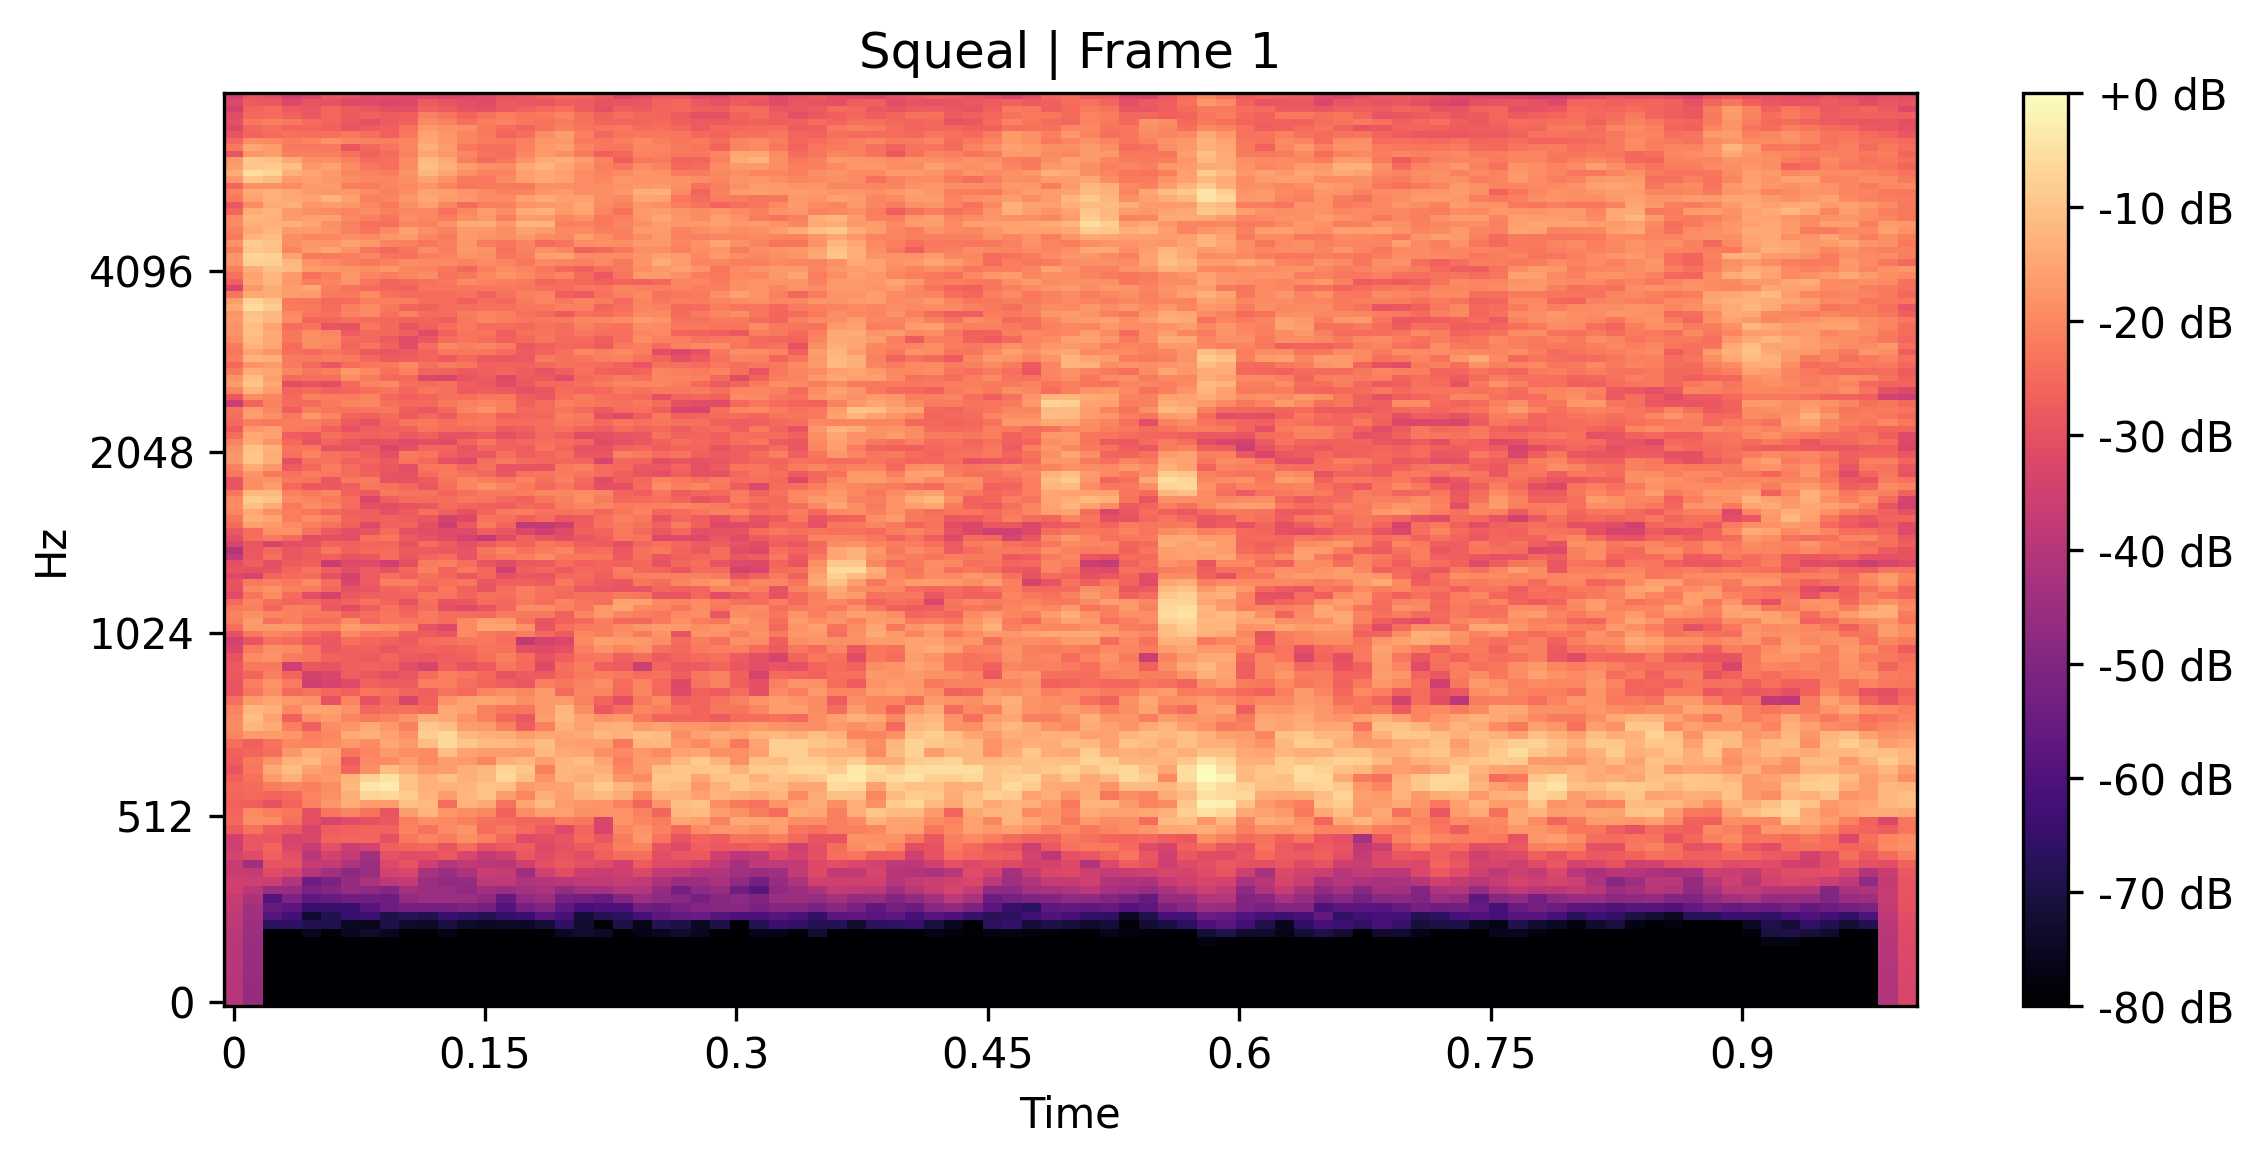 Squeal | Frame 1
+0 dB
-10 dB
-20 dB
-30 dB
-40 dB
-50 dB
-60 dB
-70 dB
-80 dB
Hz
4096
2048
1024
512
0
0 0.15 0.3 0.45 0.6 0.75 0.9
Time